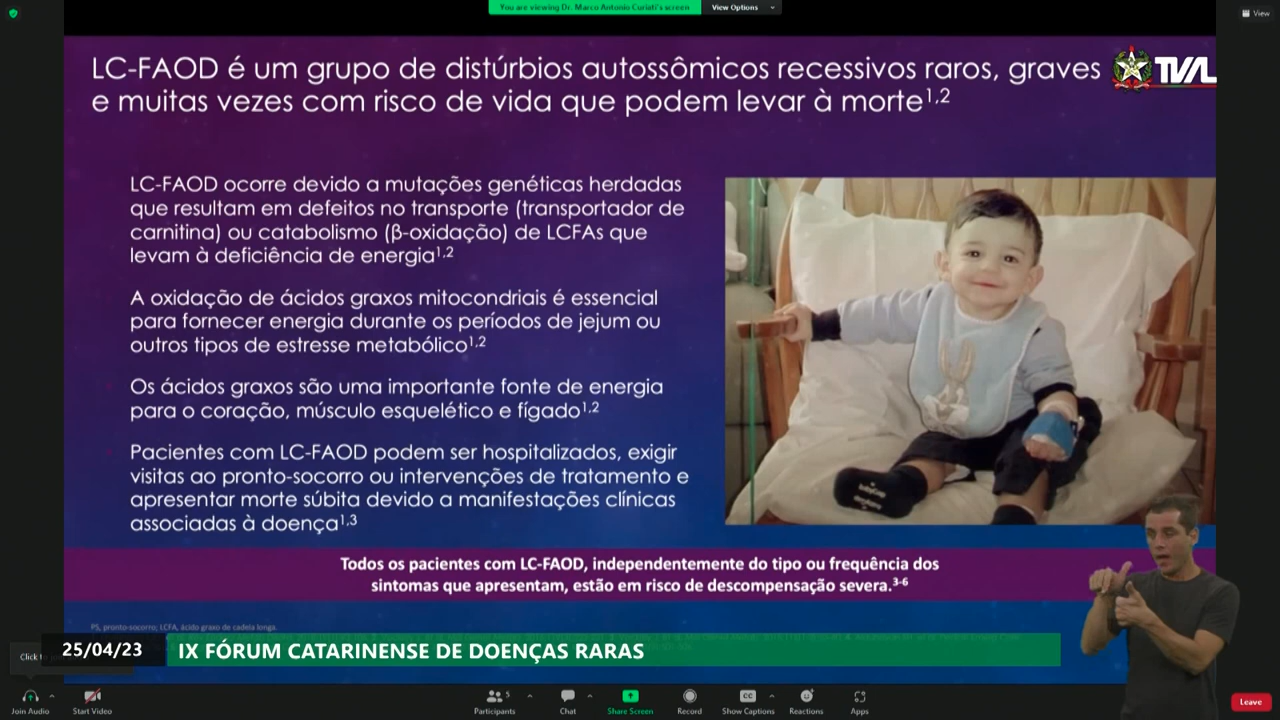 You are viewing Dr. Marco Antonio Curiati's screen
View Options
View
LC-FAOD é um grupo de distúrbios autossômicos recessivos raros, graves
e muitas vezes com risco de vida que podem levar à morte1,2
TVAL
LC-FAOD ocorre devido a mutações genéticas herdadas
que resultam em defeitos no transporte (transportador de
carnitina) ou catabolismo (β-oxidação) de LCFAs que
levam à deficiência de energia1,2
A oxidação de ácidos graxos mitocondriais é essencial
para fornecer energia durante os períodos de jejum ou
outros tipos de estresse metabólico1,2
Os ácidos graxos são uma importante fonte de energia
para o coração, músculo esquelético e fígado1,2
Pacientes com LC-FAOD podem ser hospitalizados, exigir
visitas ao pronto-socorro ou intervenções de tratamento e
apresentar morte súbita devido a manifestações clínicas
associadas à doença1,3
Todos os pacientes com LC-FAOD, independentemente do tipo ou frequência dos
sintomas que apresentam, estão em risco de descompensação severa.3-6
PS, pronto-socorro; LCFA, ácido graxo de cadeia longa.
25/04/23
IX FÓRUM CATARINENSE DE DOENÇAS RARAS
Click
Join Audio
Start Video
5
Participants
Chat
Share Screen
Record
CC
Show Captions
Reactions
Apps
Leave